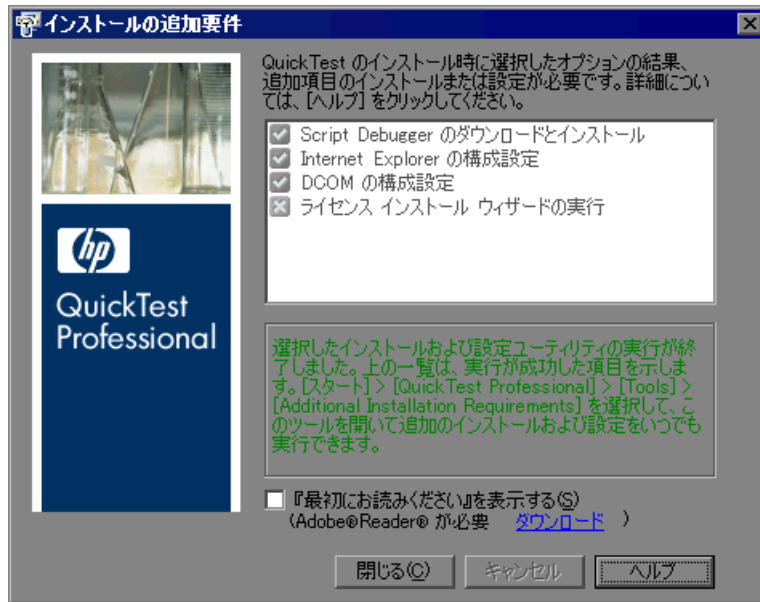 インストールの追加要件
QuickTest のインストール時に選択したオプションの結果、
追加項目のインストールまたは設定が必要です。詳細につい
ては、[ヘルプ] をクリックしてください。
Script Debugger のダウンロードとインストール
Internet Explorer の構成設定
DCOM の構成設定
ライセンス インストール ウィザードの実行
hp
QuickTest
Professional
選択したインストールおよび設定ユーティリティの実行が終
了しました。上の一覧は、実行が成功した項目を示しま
す。[スタート] > [QuickTest Professional] > [Tools] >
[Additional Installation Requirements] を選択して、こ
のツールを開いて追加のインストールおよび設定をいつでも
実行できます。
『最初にお読みください』を表示する(S)
(Adobe®Reader® が必要 ダウンロード )
閉じる(C)
キャンセル
ヘルプ